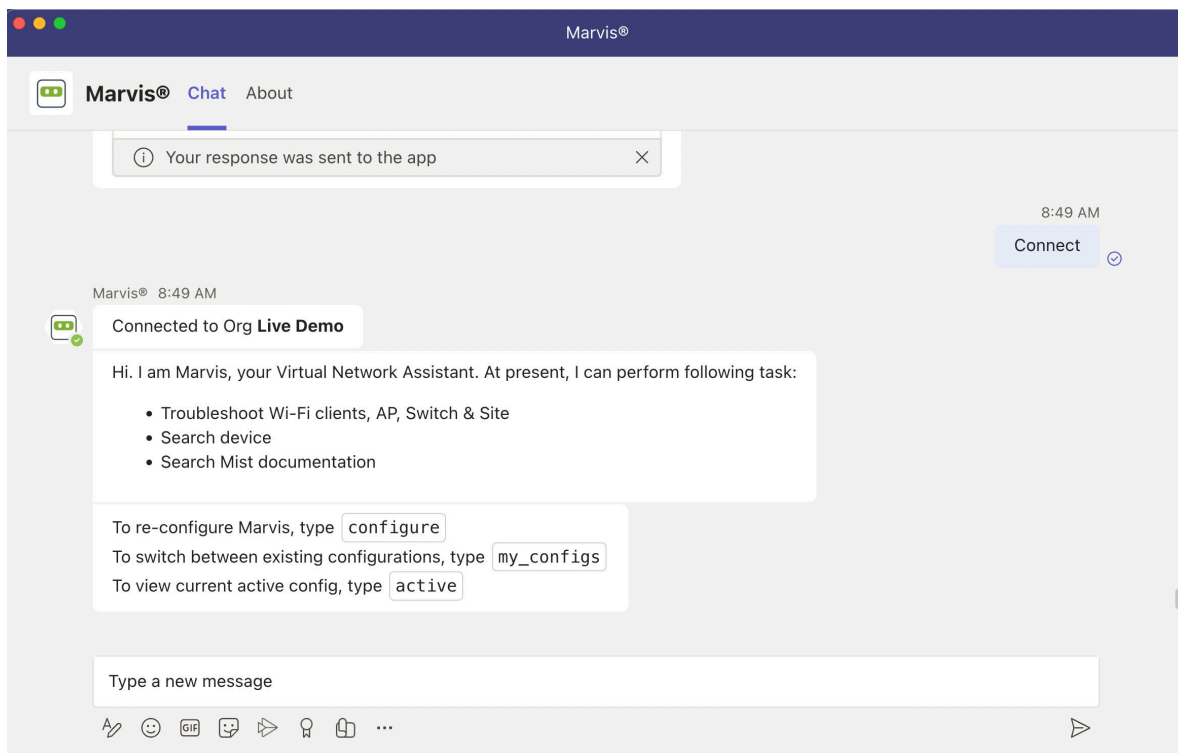 Marvis®
Marvis® Chat About
Your response was sent to the app
8:49 AM
Connect
Marvis® 8:49 AM
Connected to Org Live Demo
Hi. I am Marvis, your Virtual Network Assistant. At present, I can perform following task:
• Troubleshoot Wi-Fi clients, AP, Switch & Site
• Search device
• Search Mist documentation
To re-configure Marvis, type configure
To switch between existing configurations, type my_configs
To view current active config, type active
Type a new message
GIF